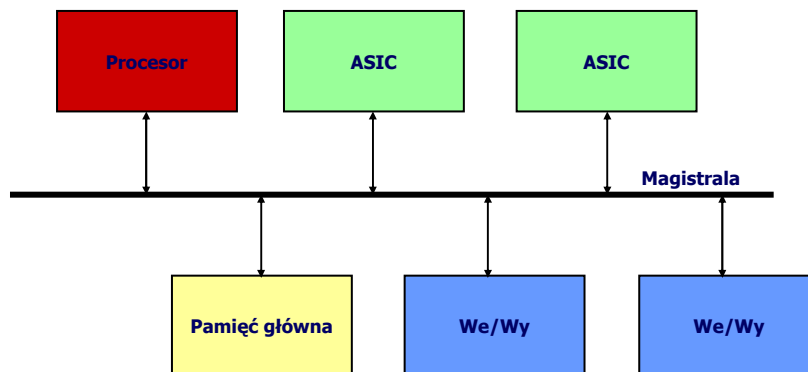 Procesor
ASIC
ASIC
Magistrala
Pamięć główna
We/Wy
We/Wy